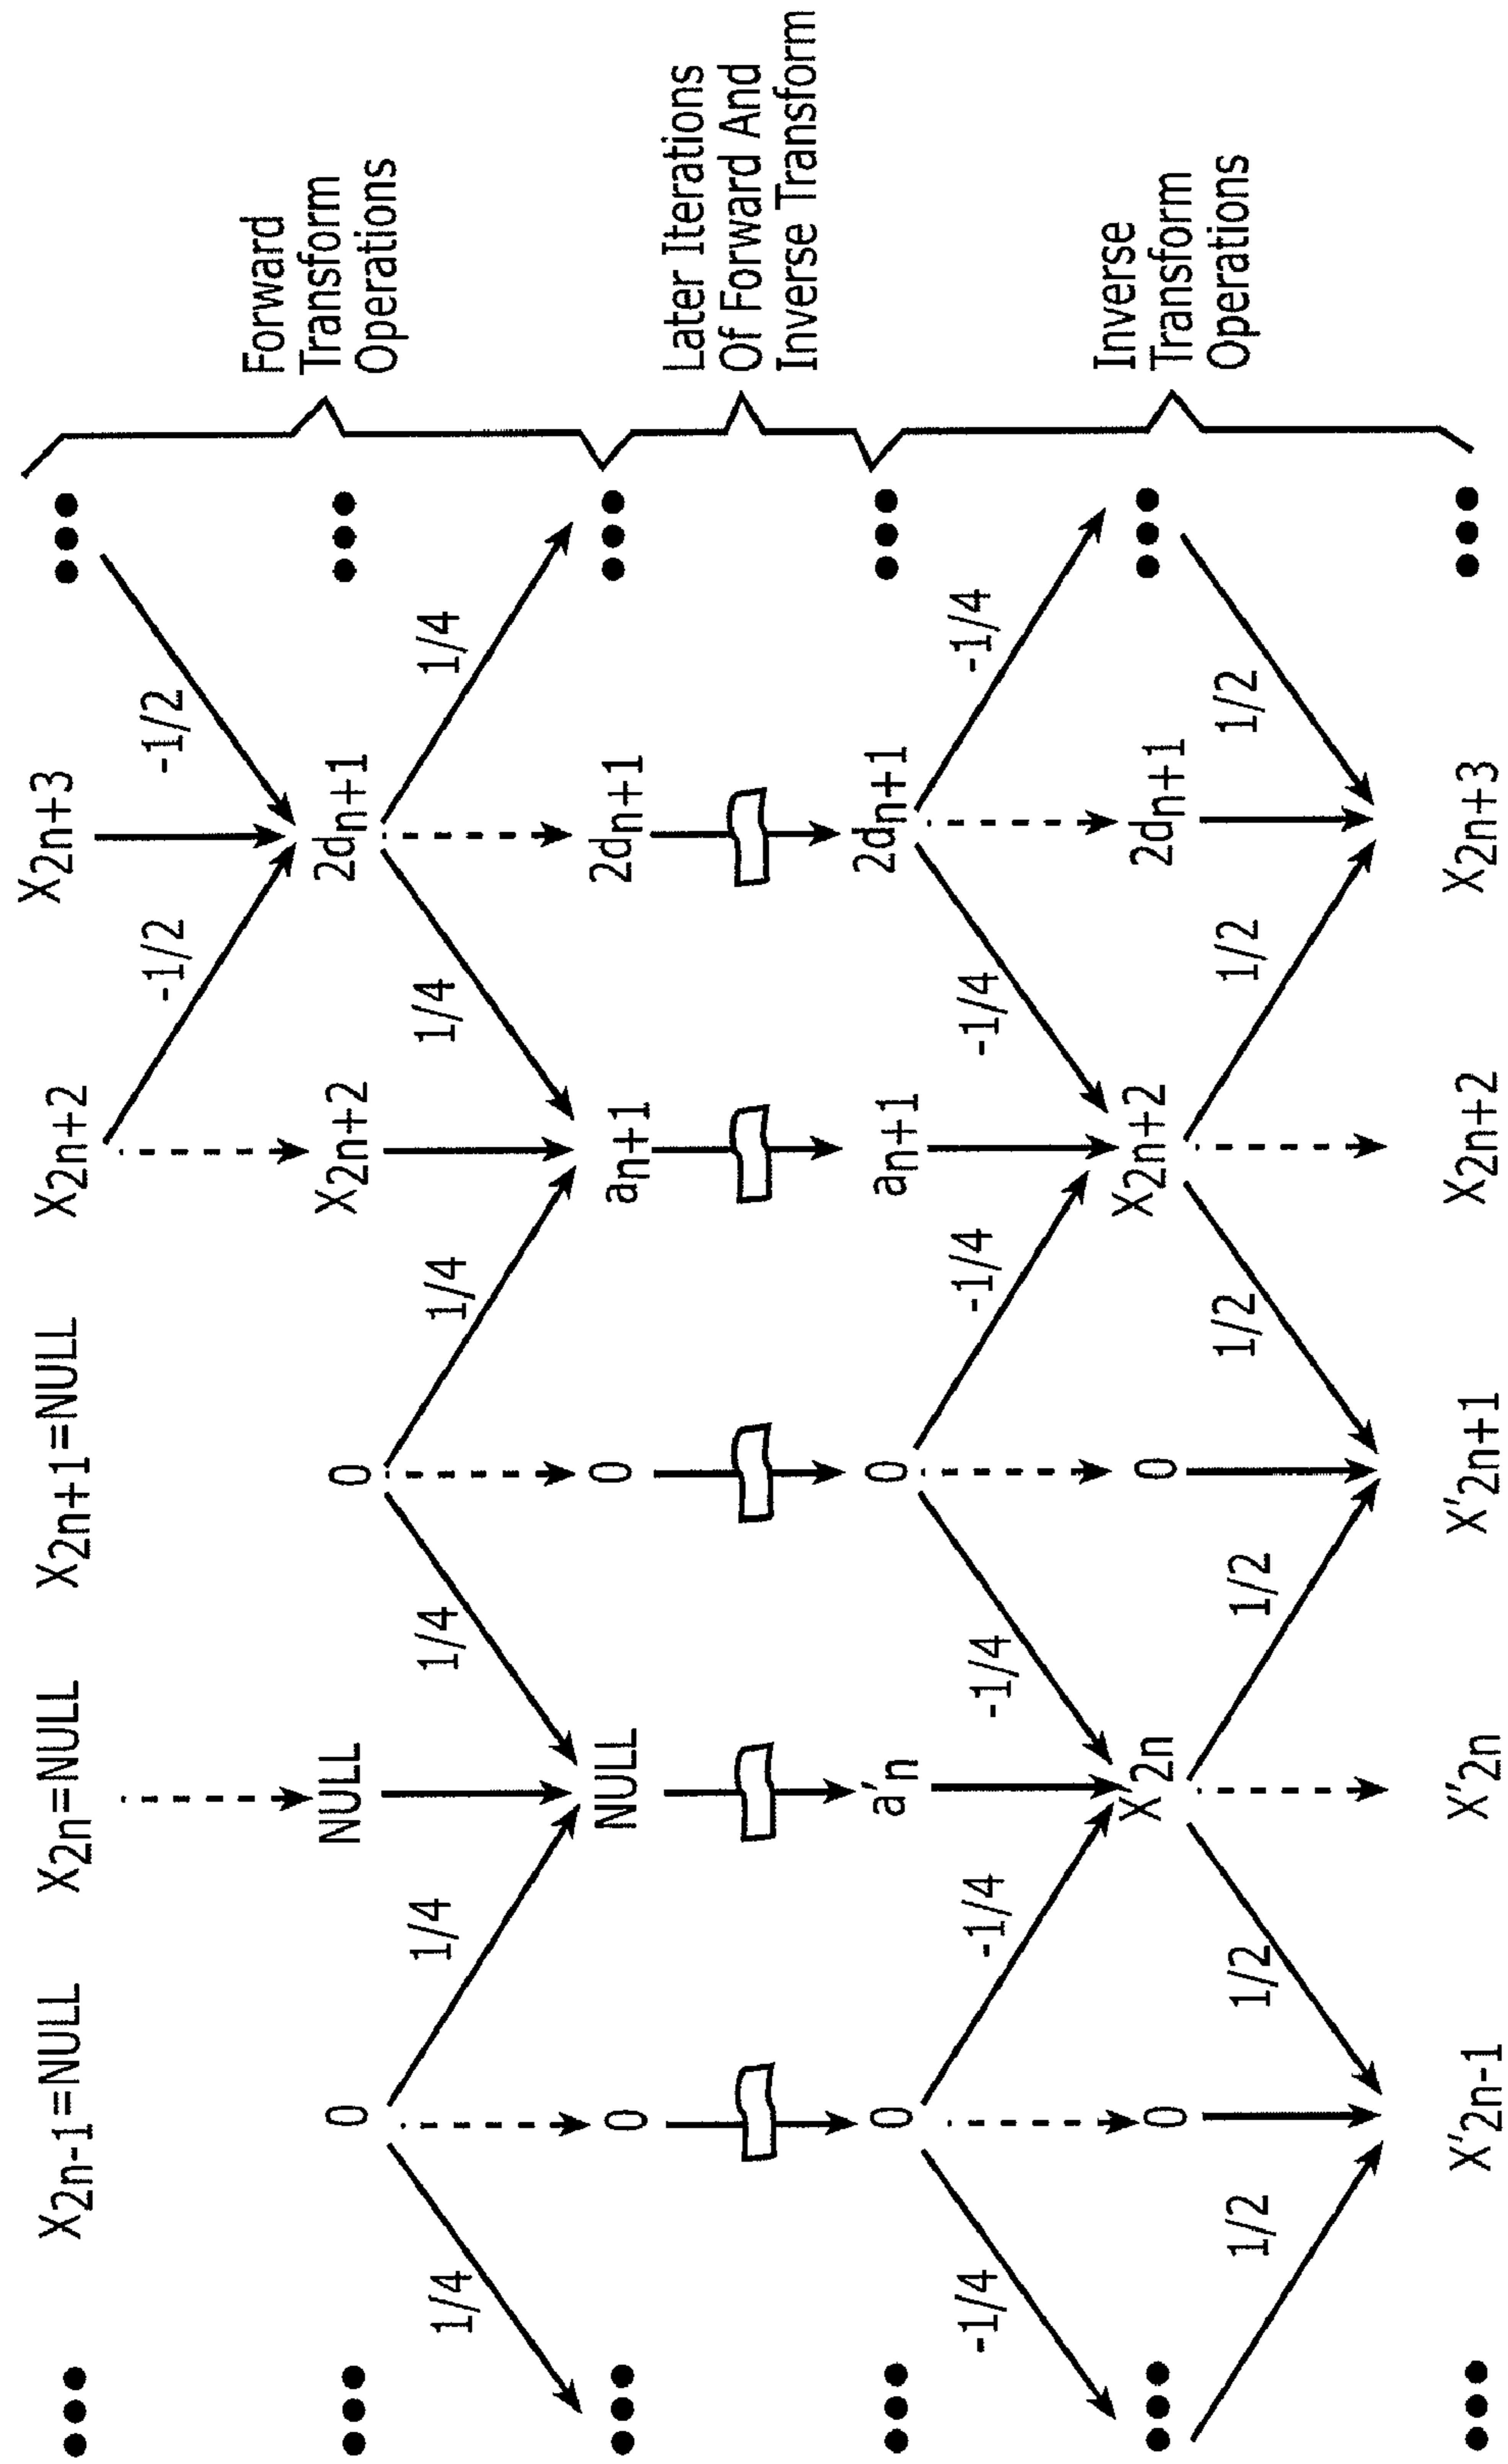 X2n-1=NULL X2n=NULL X2n+1=NULL X2n+2 X2n+3
-1/2 -1/2
Forward
Transform
Operations
0 NULL 0 X2n+2 2dn+1
1/4 1/4 1/4 1/4 1/4 1/4
0 NULL 0 an+1 2dn+1
Later Iterations
Of Forward And
Inverse Transform
0 a'n 0 an+1 2dn+1
-1/4 -1/4 -1/4 -1/4 -1/4 -1/4
Inverse
Transform
Operations
0 X'2n 0 X2n+2 2dn+1
1/2 1/2 1/2 1/2 1/2 1/2
X'2n-1 X'2n X'2n+1 X2n+2 X2n+3